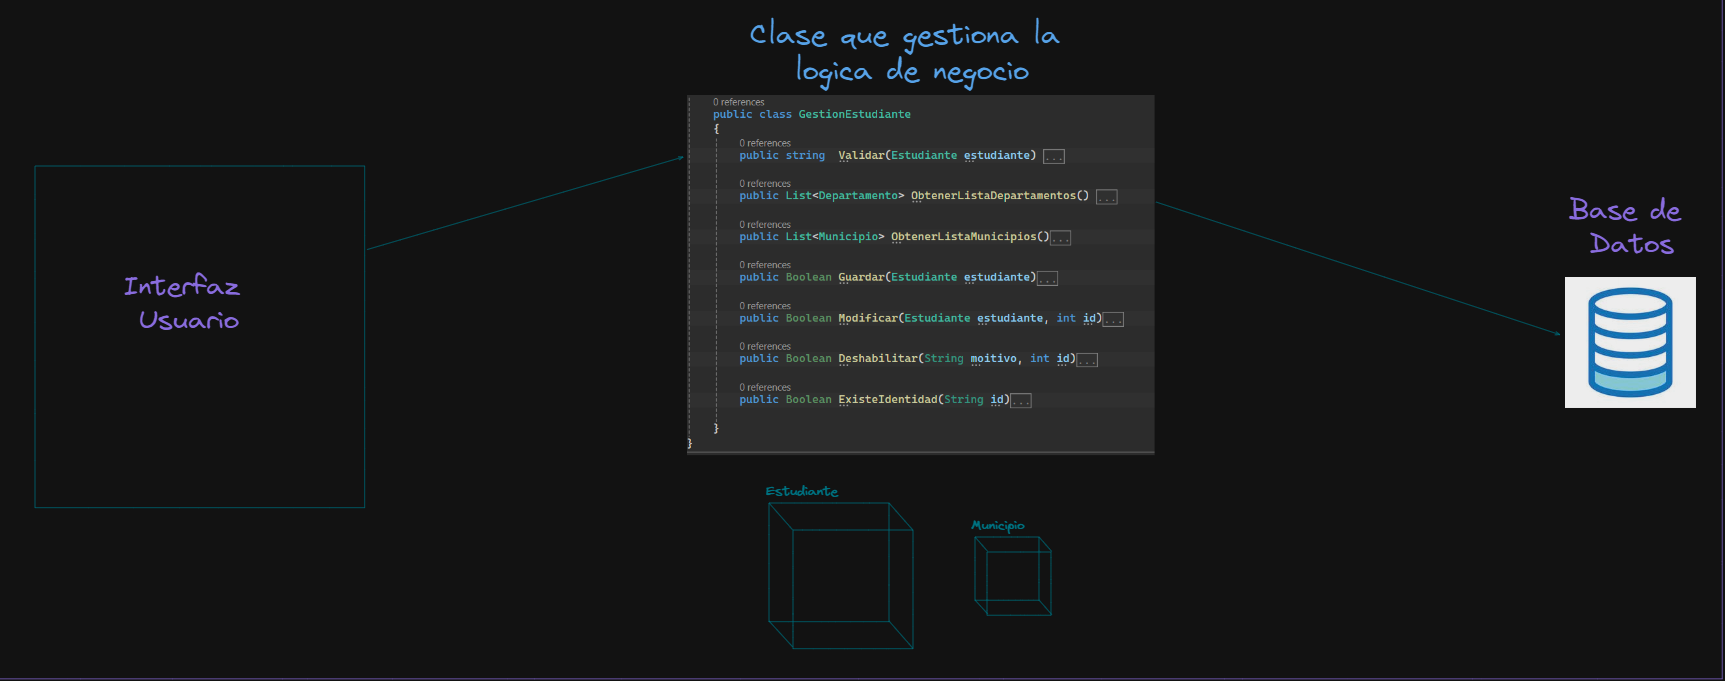 Clase que gestiona la
logica de negocio
0 references
public class GestionEstudiante
{
0 references
public string Validar(Estudiante estudiante) ...
0 references
public List<Departamento> ObtenerListaDepartamentos() ...
0 references
public List<Municipio> ObtenerListaMunicipios()...
0 references
public Boolean Guardar(Estudiante estudiante)...
0 references
public Boolean Modificar(Estudiante estudiante, int id)...
0 references
public Boolean Deshabilitar(String moitivo, int id)...
0 references
public Boolean ExisteIdentidad(String id)...
}
}
Interfaz
Usuario
Base de
Datos
Estudiante
Municipio